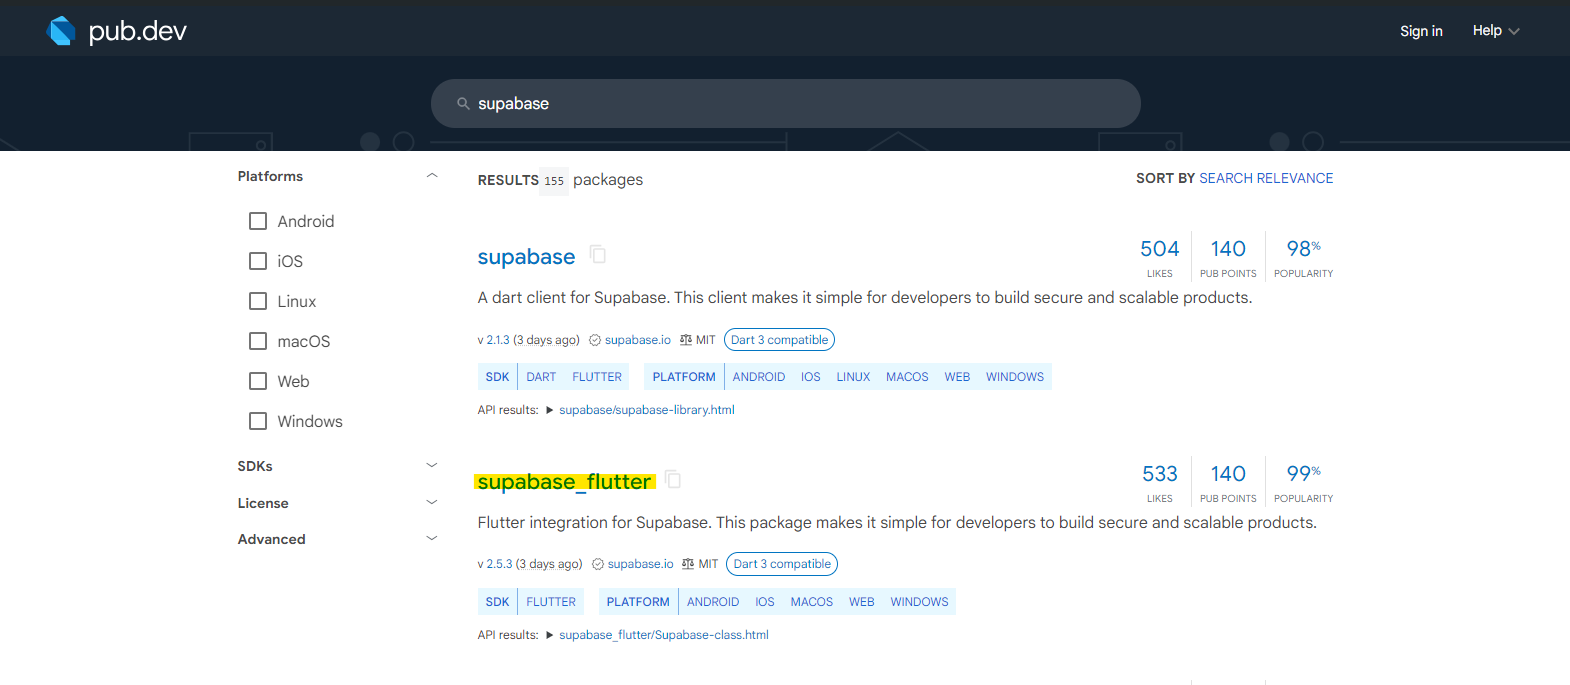 pub.dev
Sign in
Help
supabase
Platforms
Android
iOS
Linux
macOS
Web
Windows
SDKs
License
Advanced
RESULTS 155 packages
SORT BY SEARCH RELEVANCE
supabase
504 LIKES
140 PUB POINTS
98% POPULARITY
A dart client for Supabase. This client makes it simple for developers to build secure and scalable products.
v 2.1.3 (3 days ago) supabase.io MIT Dart 3 compatible
SDK DART FLUTTER PLATFORM ANDROID IOS LINUX MACOS WEB WINDOWS
API results: ▶ supabase/supabase-library.html
supabase_flutter
533 LIKES
140 PUB POINTS
99% POPULARITY
Flutter integration for Supabase. This package makes it simple for developers to build secure and scalable products.
v 2.5.3 (3 days ago) supabase.io MIT Dart 3 compatible
SDK FLUTTER PLATFORM ANDROID IOS MACOS WEB WINDOWS
API results: ▶ supabase_flutter/Supabase-class.html